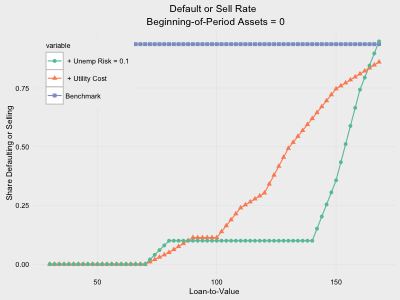 Default or Sell Rate
Beginning-of-Period Assets = 0
variable
+ Unemp Risk = 0.1
+ Utility Cost
Benchmark
Share Defaulting or Selling
0.75
0.50
0.25
0.00
50
100
150
Loan-to-Value